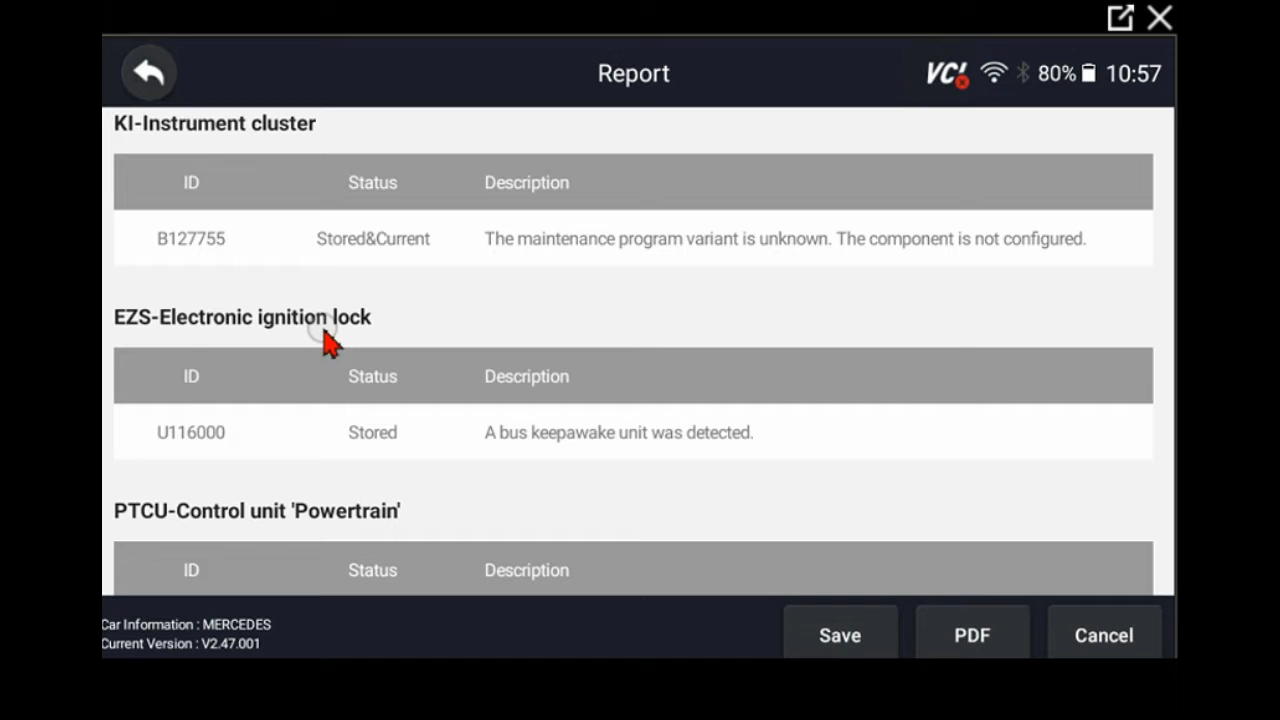 Report
VC!
80%
10:57
KI-Instrument cluster
ID Status Description
B127755 Stored&Current The maintenance program variant is unknown. The component is not configured.
EZS-Electronic ignition lock
ID Status Description
U116000 Stored A bus keepawake unit was detected.
PTCU-Control unit 'Powertrain'
ID Status Description
Car Information : MERCEDES
Current Version : V2.47.001
Save PDF Cancel